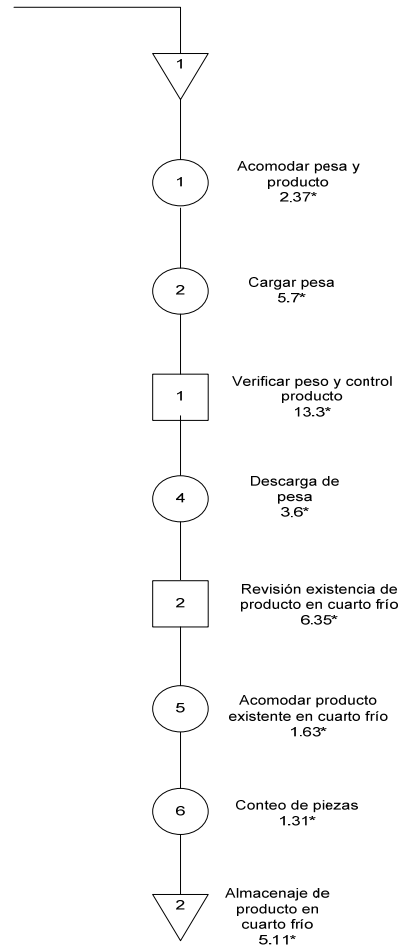 1
1
Acomodar pesa y
producto
2.37*
2
Cargar pesa
5.7*
1
Verificar peso y control
producto
13.3*
4
Descarga de
pesa
3.6*
2
Revisión existencia de
producto en cuarto frío
6.35*
5
Acomodar producto
existente en cuarto frío
1.63*
6
Conteo de piezas
1.31*
2
Almacenaje de
producto en
cuarto frío
5.11*